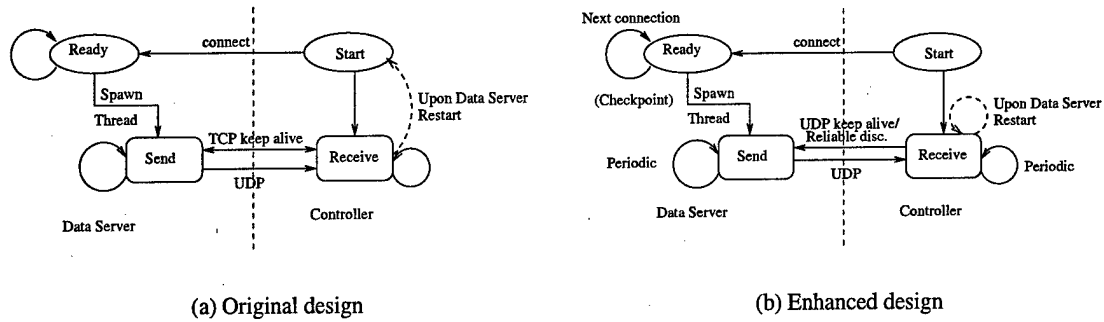 Ready
connect
Start
Spawn
Thread
Upon Data Server
Restart
TCP keep alive
Send
Receive
UDP
Data Server
Controller
(a) Original design
Next connection
Ready
connect
Start
(Checkpoint)
Spawn
Thread
Upon Data Server
Restart
UDP keep alive/
Reliable disc.
Periodic
Send
Receive
Periodic
UDP
Data Server
Controller
(b) Enhanced design